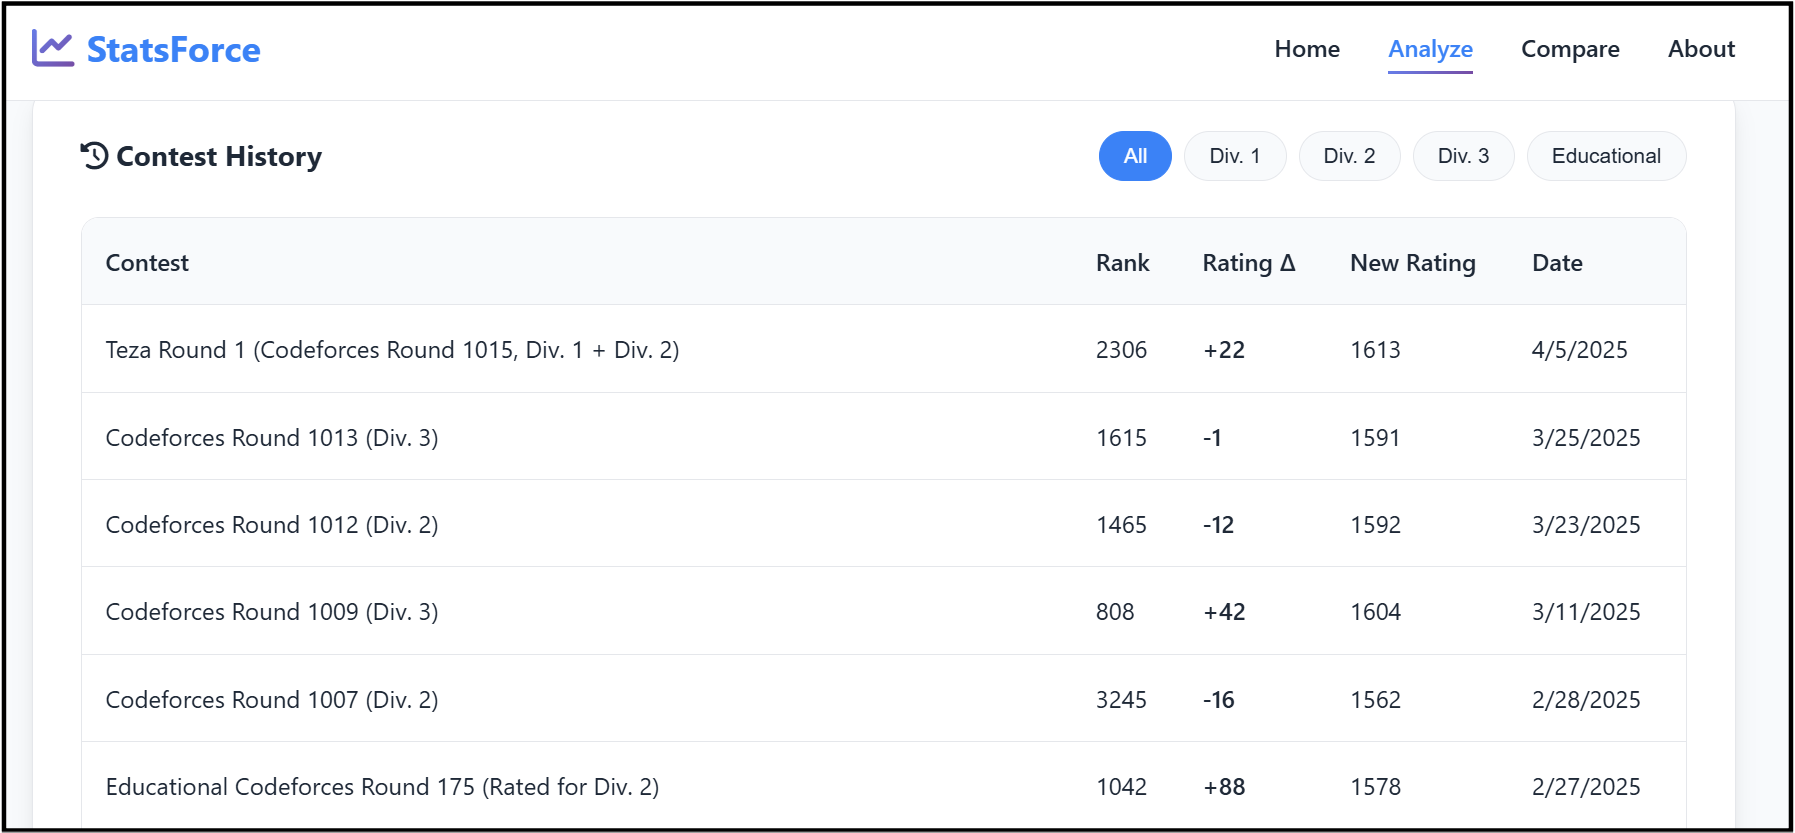 StatsForce Home Analyze Compare About
Contest History All Div. 1 Div. 2 Div. 3 Educational
Contest Rank Rating Δ New Rating Date
Teza Round 1 (Codeforces Round 1015, Div. 1 + Div. 2) 2306 +22 1613 4/5/2025
Codeforces Round 1013 (Div. 3) 1615 -1 1591 3/25/2025
Codeforces Round 1012 (Div. 2) 1465 -12 1592 3/23/2025
Codeforces Round 1009 (Div. 3) 808 +42 1604 3/11/2025
Codeforces Round 1007 (Div. 2) 3245 -16 1562 2/28/2025
Educational Codeforces Round 175 (Rated for Div. 2) 1042 +88 1578 2/27/2025